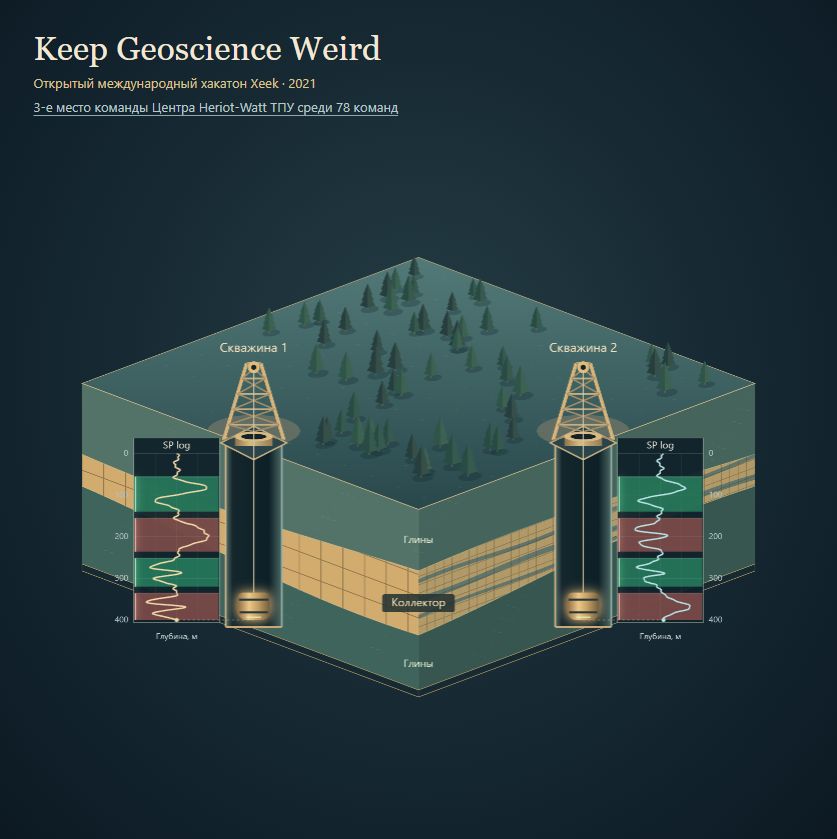 Keep Geoscience Weird
Открытый международный хакатон Xeek · 2021
3-е место команды Центра Heriot-Watt ТПУ среди 78 команд
Скважина 1
Скважина 2
SP log
SP log
0
0
100
100
200
200
Глины
300
300
Коллектор
400
400
Глубина, м
Глубина, м
Глины